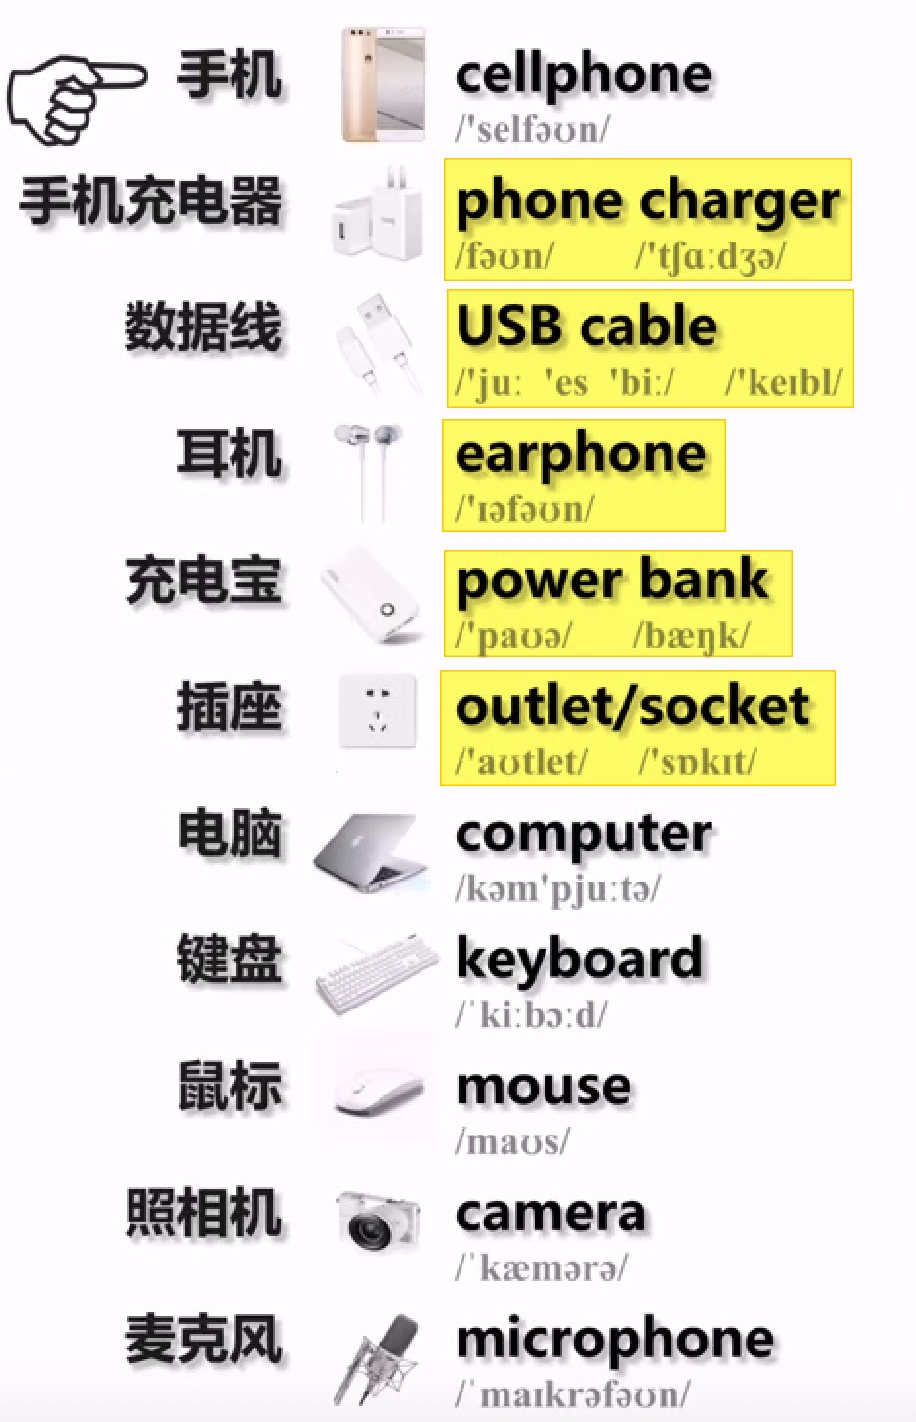 手机 cellphone
/'selfəʊn/
手机充电器 phone charger
/fəʊn/ /'tʃɑːdʒə/
数据线 USB cable
/'juː 'es 'biː/ /'keɪbl/
耳机 earphone
/'ɪəfəʊn/
充电宝 power bank
/'paʊə/ /bæŋk/
插座 outlet/socket
/'aʊtlet/ /'sɒkɪt/
电脑 computer
/kəm'pjuːtə/
键盘 keyboard
/ˈkiːbɔːd/
鼠标 mouse
/maʊs/
照相机 camera
/ˈkæmərə/
麦克风 microphone
/ˈmaɪkrəfəʊn/